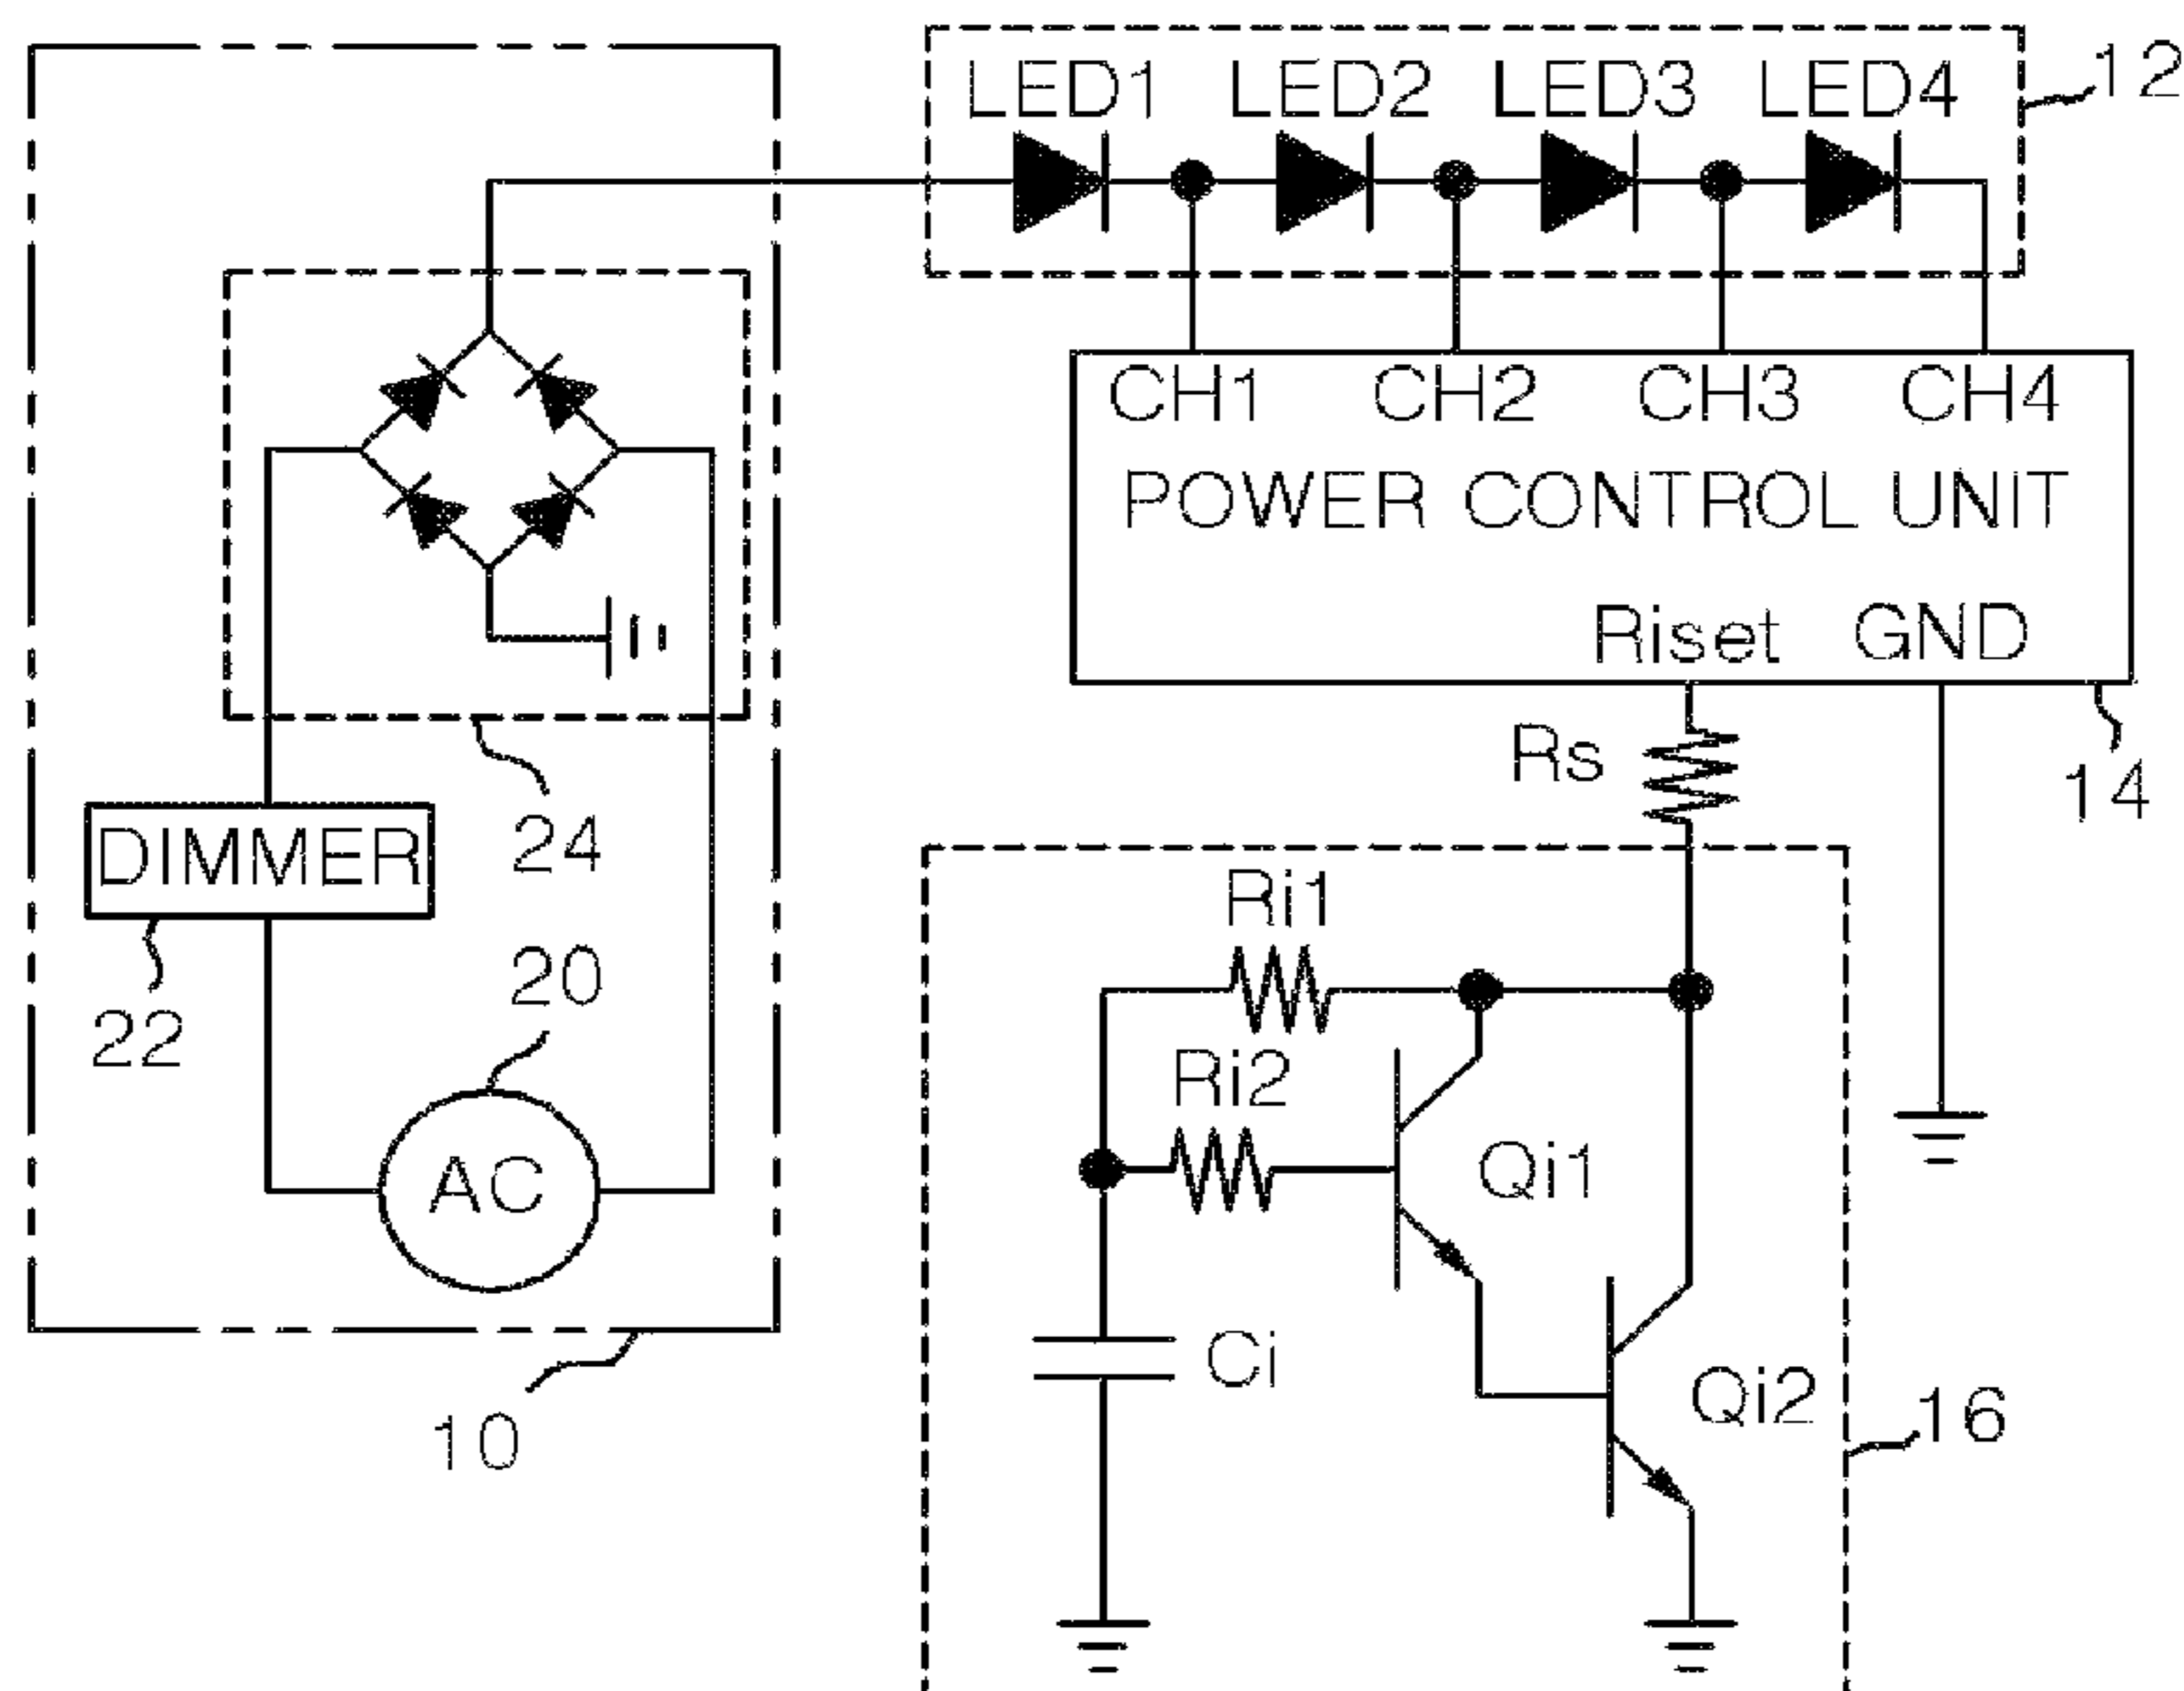 LED1 LED2 LED3 LED4
12
CH1 CH2 CH3 CH4
POWER CONTROL UNIT
Riset GND
14
Rs
24
DIMMER
22
20
AC
10
Ri1
Ri2
Qi1
Ci
Qi2
16